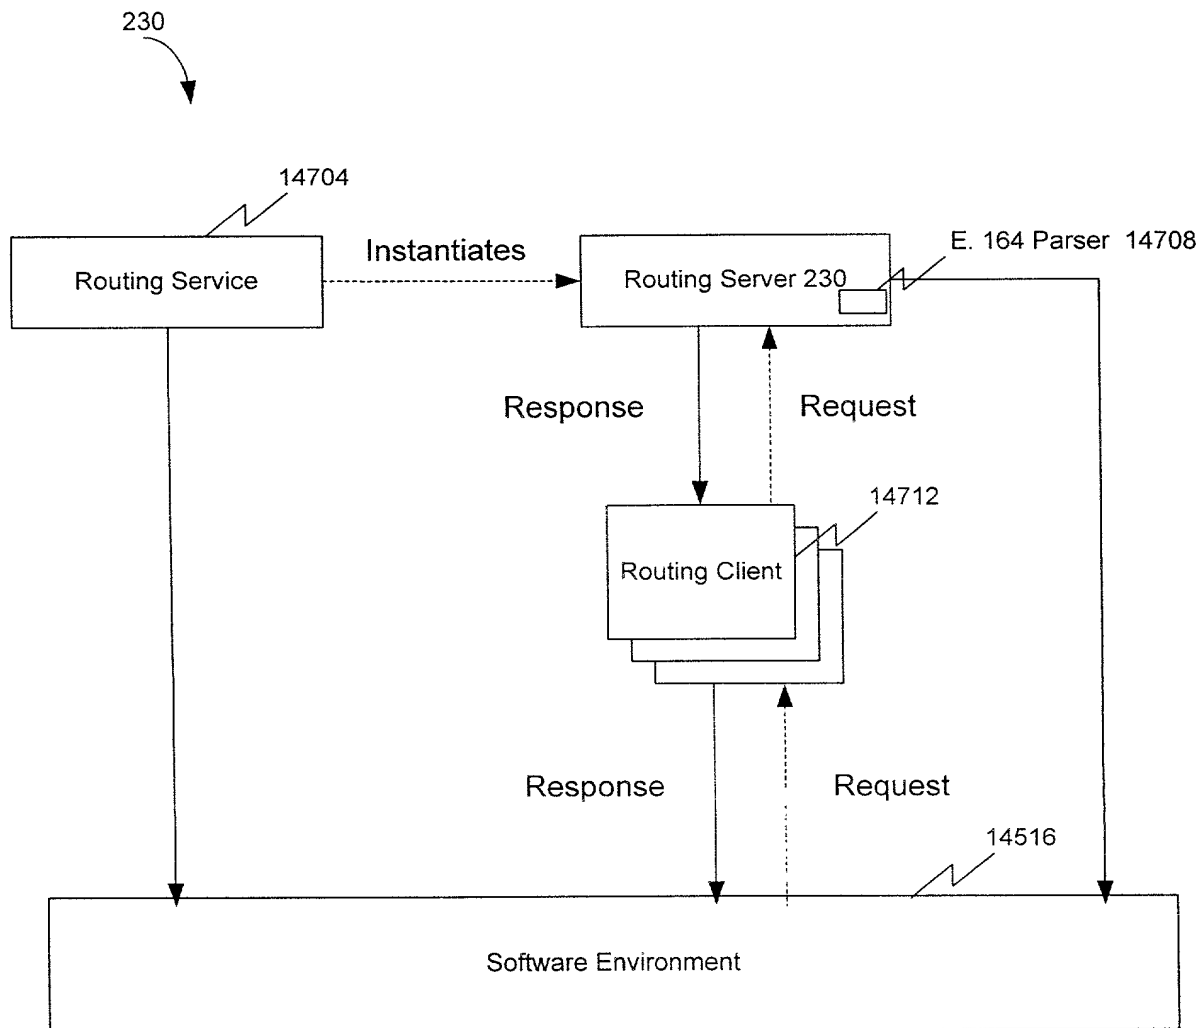 230
14704
Instantiates
E. 164 Parser 14708
Routing Service
Routing Server 230
Response
Request
14712
Routing Client
Response
Request
14516
Software Environment